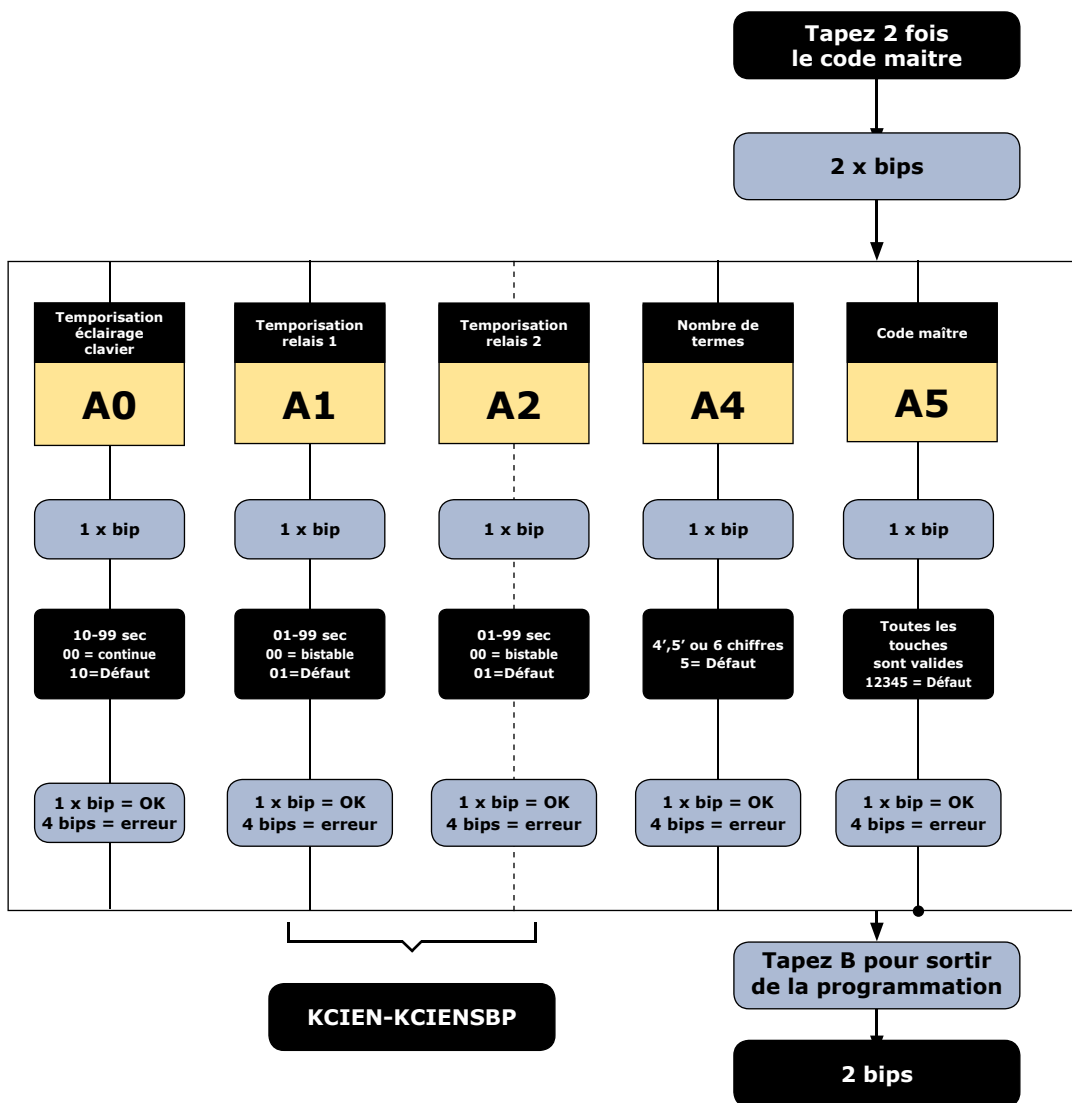 Tapez 2 fois
le code maitre
2 x bips
Temporisation
éclairage
clavier
A0
1 x bip
10-99 sec
00 = continue
10=Défaut
1 x bip = OK
4 bips = erreur
Temporisation
relais 1
A1
1 x bip
01-99 sec
00 = bistable
01=Défaut
1 x bip = OK
4 bips = erreur
Temporisation
relais 2
A2
1 x bip
01-99 sec
00 = bistable
01=Défaut
1 x bip = OK
4 bips = erreur
Nombre de
termes
A4
1 x bip
4’,5’ ou 6 chiffres
5= Défaut
1 x bip = OK
4 bips = erreur
Code maître
A5
1 x bip
Toutes les
touches
sont valides
12345 = Défaut
1 x bip = OK
4 bips = erreur
KCIEN-KCIENSBP
Tapez B pour sortir
de la programmation
2 bips